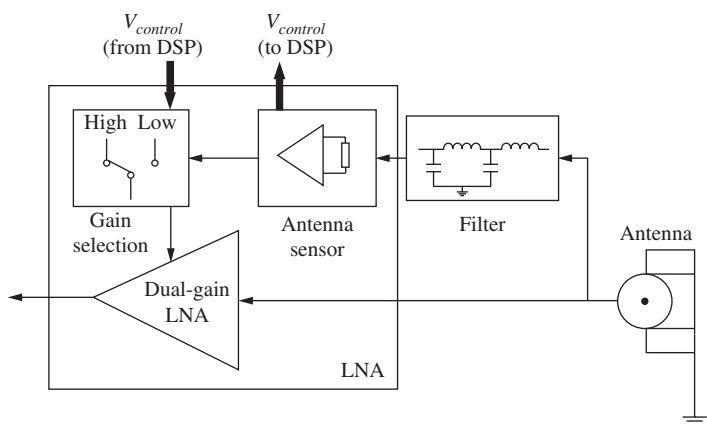 V_control
(from DSP)
V_control
(to DSP)
High Low
Gain
selection
Antenna
sensor
Filter
Antenna
Dual-gain
LNA
LNA